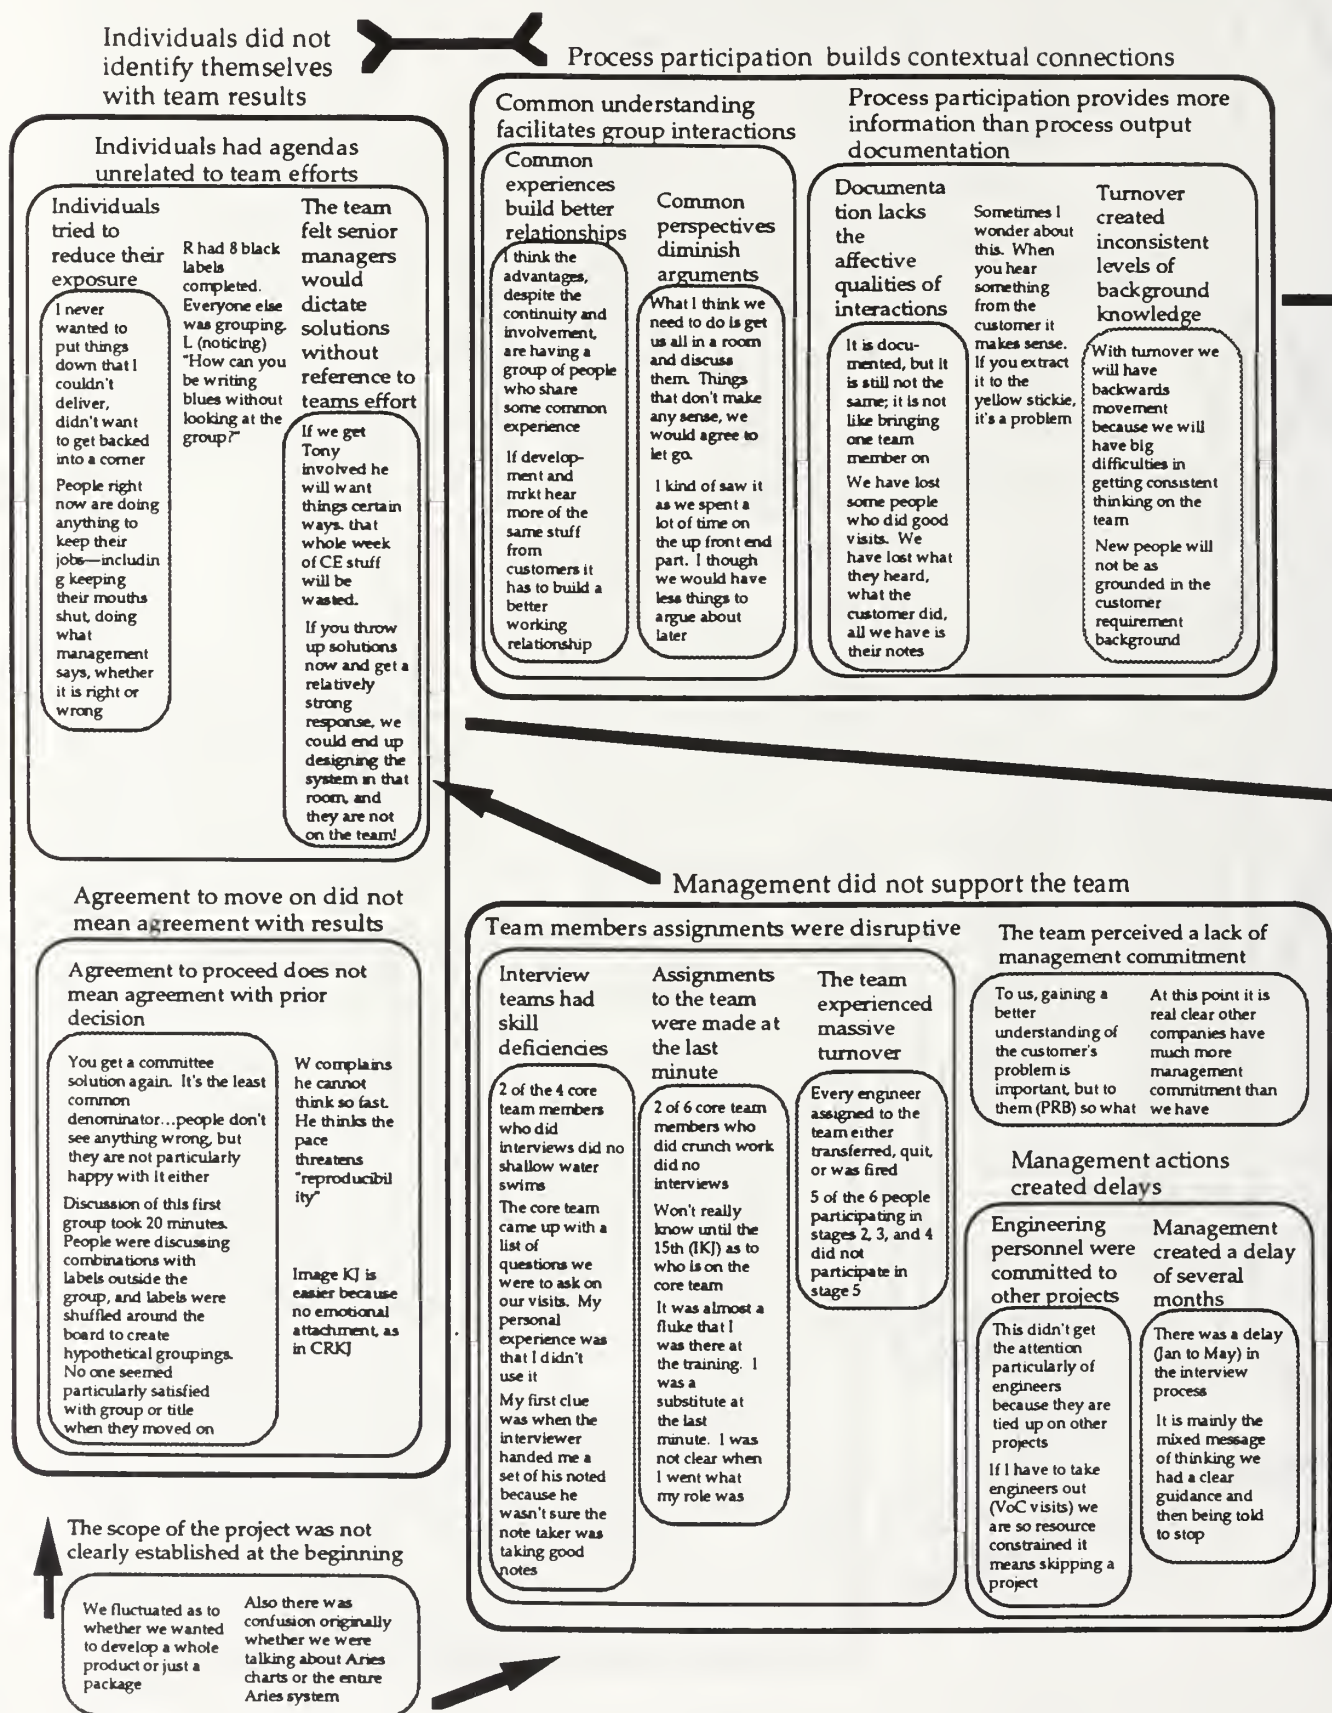 Individuals did not
identify themselves
with team results
Process participation builds contextual connections
Individuals had agendas
unrelated to team efforts
Individuals
tried to
reduce their
exposure
I never
wanted to
put things
down that I
couldn't
deliver,
didn't want
to get backed
into a corner
People right
now are doing
anything to
keep their
jobs—includin
g keeping
their mouths
shut, doing
what
management
says, whether
it is right or
wrong
R had 8 black
labels
completed.
Everyone else
was grouping.
L (noticing)
"How can you
be writing
blues without
looking at the
group?"
The team
felt senior
managers
would
dictate
solutions
without
reference to
teams effort
If we get
Tony
involved he
will want
things certain
ways. that
whole week
of CE stuff
will be
wasted.
If you throw
up solutions
now and get a
relatively
strong
response, we
could end up
designing the
system in that
room, and
they are not
on the team!
Agreement to move on did not
mean agreement with results
Agreement to proceed does not
mean agreement with prior
decision
You get a committee
solution again. It's the least
common
denominator...people don't
see anything wrong, but
they are not particularly
happy with it either
Discussion of this first
group took 20 minutes.
People were discussing
combinations with
labels outside the
group, and labels were
shuffled around the
board to create
hypothetical groupings.
No one seemed
particularly satisfied
with group or title
when they moved on
W complains
he cannot
think so fast.
He thinks the
pace
threatens
"reproducibil
ity"
Image KJ is
easier because
no emotional
attachment, as
in CRKJ
The scope of the project was not
clearly established at the beginning
We fluctuated as to
whether we wanted
to develop a whole
product or just a
package
Also there was
confusion originally
whether we were
talking about Aries
charts or the entire
Aries system
Common understanding
facilitates group interactions
Common
experiences
build better
relationships
I think the
advantages,
despite the
continuity and
involvement,
are having a
group of people
who share
some common
experience
If develop-
ment and
mrkt hear
more of the
same stuff
from
customers it
has to build a
better
working
relationship
Common
perspectives
diminish
arguments
What I think we
need to do is get
us all in a room
and discuss
them. Things
that don't make
any sense, we
would agree to
let go.
I kind of saw it
as we spent a
lot of time on
the up front end
part. I though
we would have
less things to
argue about
later
Process participation provides more
information than process output
documentation
Documenta
tion lacks
the
affective
qualities of
interactions
It is docu-
mented, but it
is still not the
same; it is not
like bringing
one team
member on
We have lost
some people
who did good
visits. We
have lost what
they heard,
what the
customer did,
all we have is
their notes
Sometimes I
wonder about
this. When
you hear
something
from the
customer it
makes sense.
If you extract
it to the
yellow stickie,
it's a problem
Turnover
created
inconsistent
levels of
background
knowledge
With turnover we
will have
backwards
movement
because we will
have big
difficulties in
getting consistent
thinking on the
team
New people will
not be as
grounded in the
customer
requirement
background
Management did not support the team
Team members assignments were disruptive
Interview
teams had
skill
deficiencies
2 of the 4 core
team members
who did
interviews did no
shallow water
swims
The core team
came up with a
list of
questions we
were to ask on
our visits. My
personal
experience was
that I didn't
use it
My first clue
was when the
interviewer
handed me a
set of his noted
because he
wasn't sure the
note taker was
taking good
notes
Assignments
to the team
were made at
the last
minute
2 of 6 core team
members who
did crunch work
did no
interviews
Won't really
know until the
15th (IKJ) as to
who is on the
core team
It was almost a
fluke that I
was there at
the training. I
was a
substitute at
the last
minute. I was
not clear when
I went what
my role was
The team
experienced
massive
turnover
Every engineer
assigned to the
team either
transferred, quit,
or was fired
5 of the 6 people
participating in
stages 2, 3, and 4
did not
participate in
stage 5
The team perceived a lack of
management commitment
To us, gaining a
better
understanding of
the customer's
problem is
important, but to
them (PRB) so what
At this point it is
real clear other
companies have
much more
management
commitment than
we have
Management actions
created delays
Engineering
personnel were
committed to
other projects
This didn't get
the attention
particularly of
engineers
because they are
tied up on other
projects
If I have to take
engineers out
(VoC visits) we
are so resource
constrained it
means skipping a
project
Management
created a delay
of several
months
There was a delay
(Jan to May) in
the interview
process
It is mainly the
mixed message
of thinking we
had a clear
guidance and
then being told
to stop